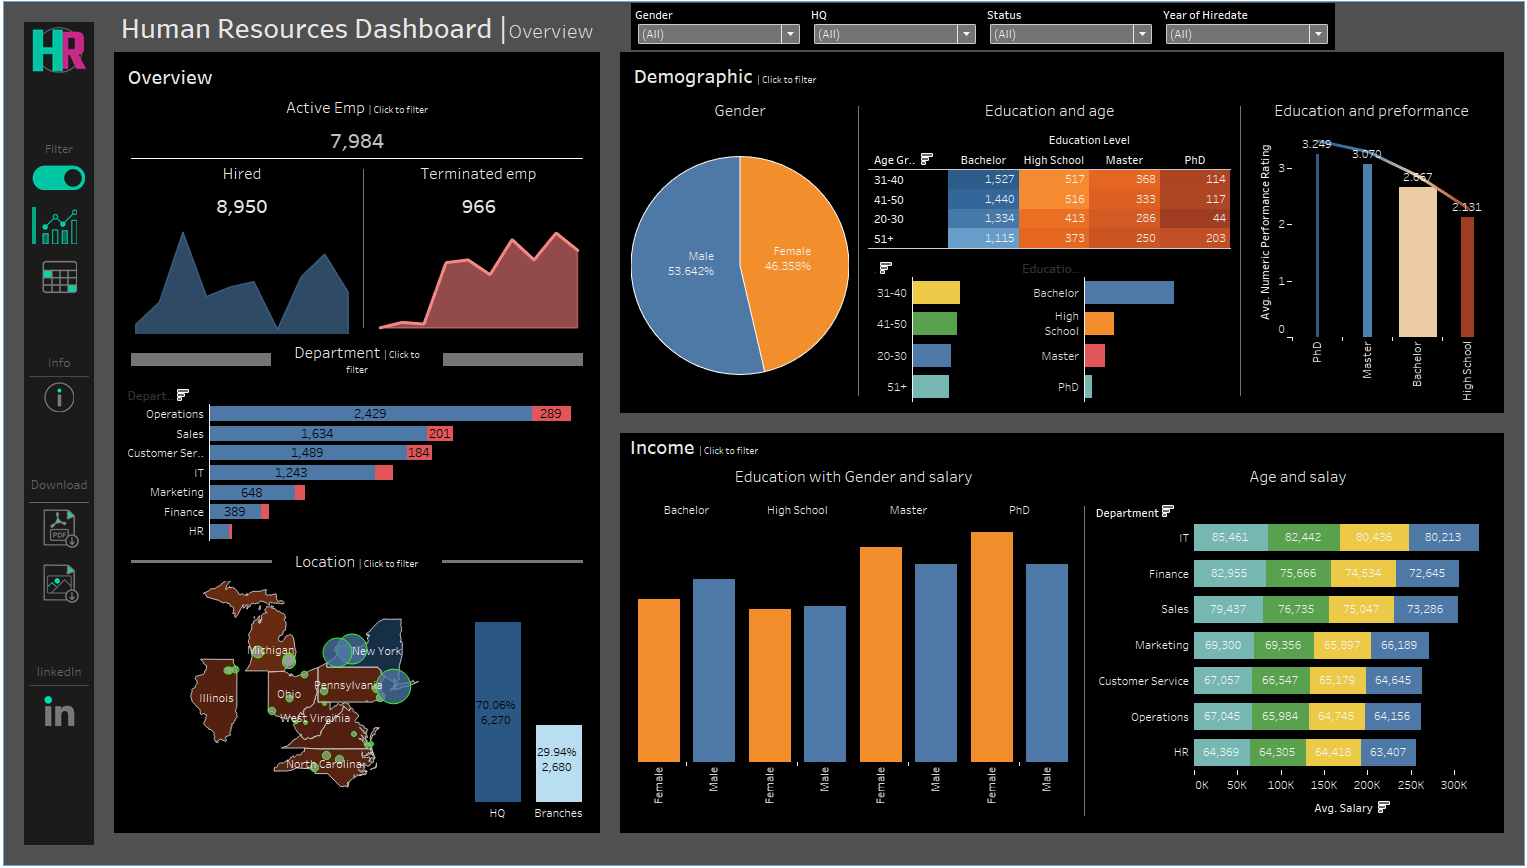 HR
Human Resources Dashboard |Overview
Gender
HQ
Status
Year of Hiredate
(All)
(All)
(All)
(All)
Filter
Info
Download
PDF
linkedIn
in
Overview
Active Emp | Click to filter
7,984
Hired
Terminated emp
8,950
966
Department | Click to
filter
Depart..
Operations 2,429 289
Sales 1,634 201
Customer Ser.. 1,489 184
IT 1,243
Marketing 648
Finance 389
HR
Location | Click to filter
Michigan
New York
Illinois
Ohio
Pennsylvania
West Virginia
North Carolina
70.06%
6,270
29.94%
2,680
HQ
Branches
Demographic | Click to filter
Gender
Male
53.642%
Female
46.358%
Education and age
Education Level
Age Gr.. Bachelor High School Master PhD
31-40 1,527 517 368 114
41-50 1,440 516 333 117
20-30 1,334 413 286 44
51+ 1,115 373 250 203
31-40
41-50
20-30
51+
Educatio..
Bachelor
High
School
Master
PhD
Education and preformance
Avg. Numeric Performance Rating
3
2
1
0
3.249
3.070
2.667
2.131
PhD
Master
Bachelor
High School
Income | Click to filter
Education with Gender and salary
Bachelor High School Master PhD
Female Male Female Male Female Male Female Male
Age and salay
Department
IT 85,461 82,442 80,436 80,213
Finance 82,955 75,666 74,534 72,645
Sales 79,437 76,735 75,047 73,286
Marketing 69,300 69,356 65,897 66,189
Customer Service 67,057 66,547 65,179 64,645
Operations 67,045 65,984 64,745 64,156
HR 64,369 64,305 64,418 63,407
0K 50K 100K 150K 200K 250K 300K
Avg. Salary